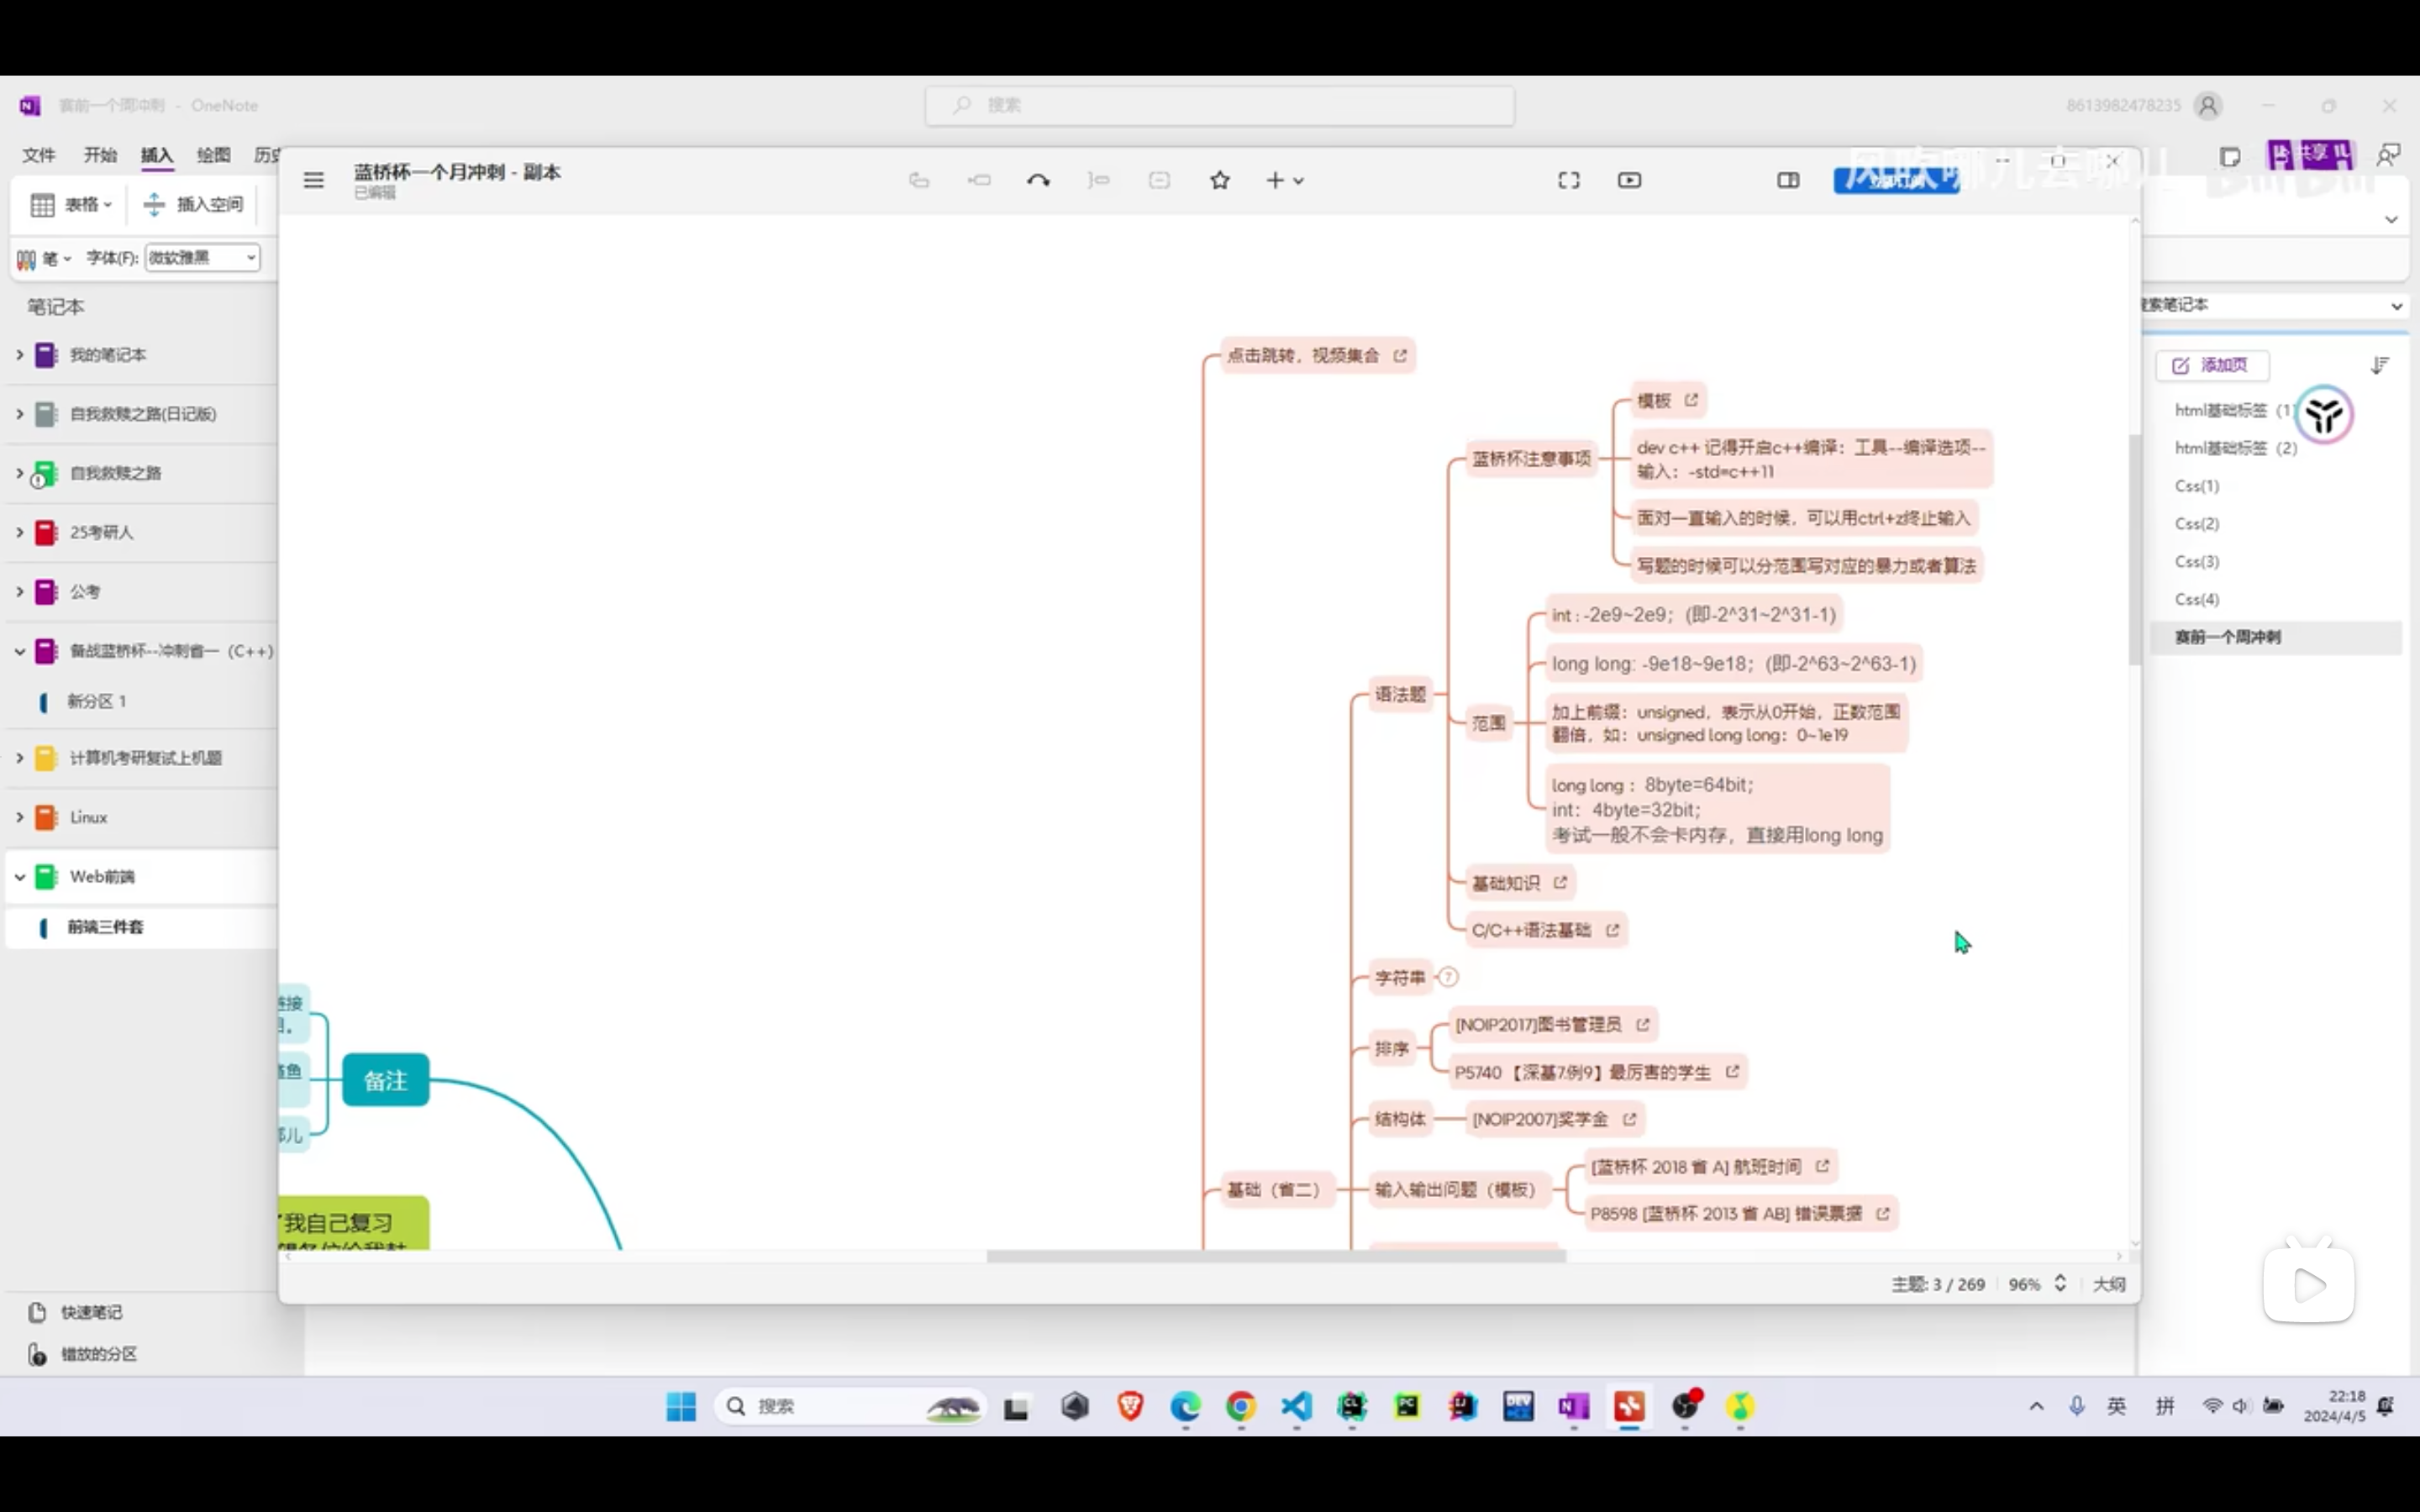 赛前一个周冲刺 - OneNote
搜索
8613982478235
文件 开始 插入 绘图
共享
风吹哪儿去哪儿
表格
插入空间
笔
字体(F):
微软雅黑
蓝桥杯一个月冲刺 - 副本
已编辑
笔记本
我的笔记本
自我救赎之路(日记版)
自我救赎之路
25考研人
公考
备战蓝桥杯--冲刺省一（C++）
新分区 1
计算机考研复试上机题
Linux
Web前端
前端三件套
快速笔记
错放的分区
点击跳转，视频集合
模板
蓝桥杯注意事项
dev c++ 记得开启c++编译：工具--编译选项--
输入：-std=c++11
面对一直输入的时候，可以用ctrl+z终止输入
写题的时候可以分范围写对应的暴力或者算法
int : -2e9~2e9；(即-2^31~2^31-1)
long long: -9e18~9e18；(即-2^63~2^63-1)
语法题
范围
加上前缀：unsigned，表示从0开始，正数范围
翻倍，如：unsigned long long：0~1e19
long long： 8byte=64bit;
int： 4byte=32bit;
考试一般不会卡内存，直接用long long
基础知识
C/C++语法基础
字符串
7
排序
[NOIP2017]图书管理员
P5740 【深基7.例9】最厉害的学生
结构体
[NOIP2007]奖学金
基础（省二）
输入输出问题（模板）
[蓝桥杯 2018 省 A] 航班时间
P8598 [蓝桥杯 2013 省 AB] 错误票据
备注
我自己复习
主题: 3 / 269
96%
大纲
搜索笔记本
添加页
html基础标签（1）
html基础标签（2）
Css(1)
Css(2)
Css(3)
Css(4)
赛前一个周冲刺
搜索
英
拼
22:18
2024/4/5